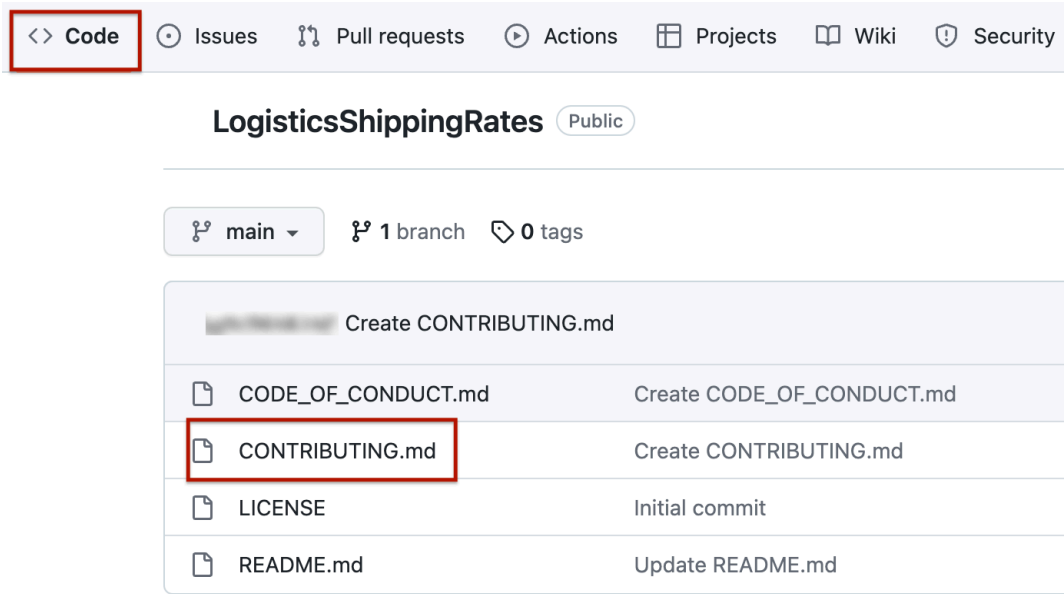 Code Issues Pull requests Actions Projects Wiki Security
LogisticsShippingRates Public
main 1 branch 0 tags
Create CONTRIBUTING.md
CODE_OF_CONDUCT.md Create CODE_OF_CONDUCT.md
CONTRIBUTING.md Create CONTRIBUTING.md
LICENSE Initial commit
README.md Update README.md